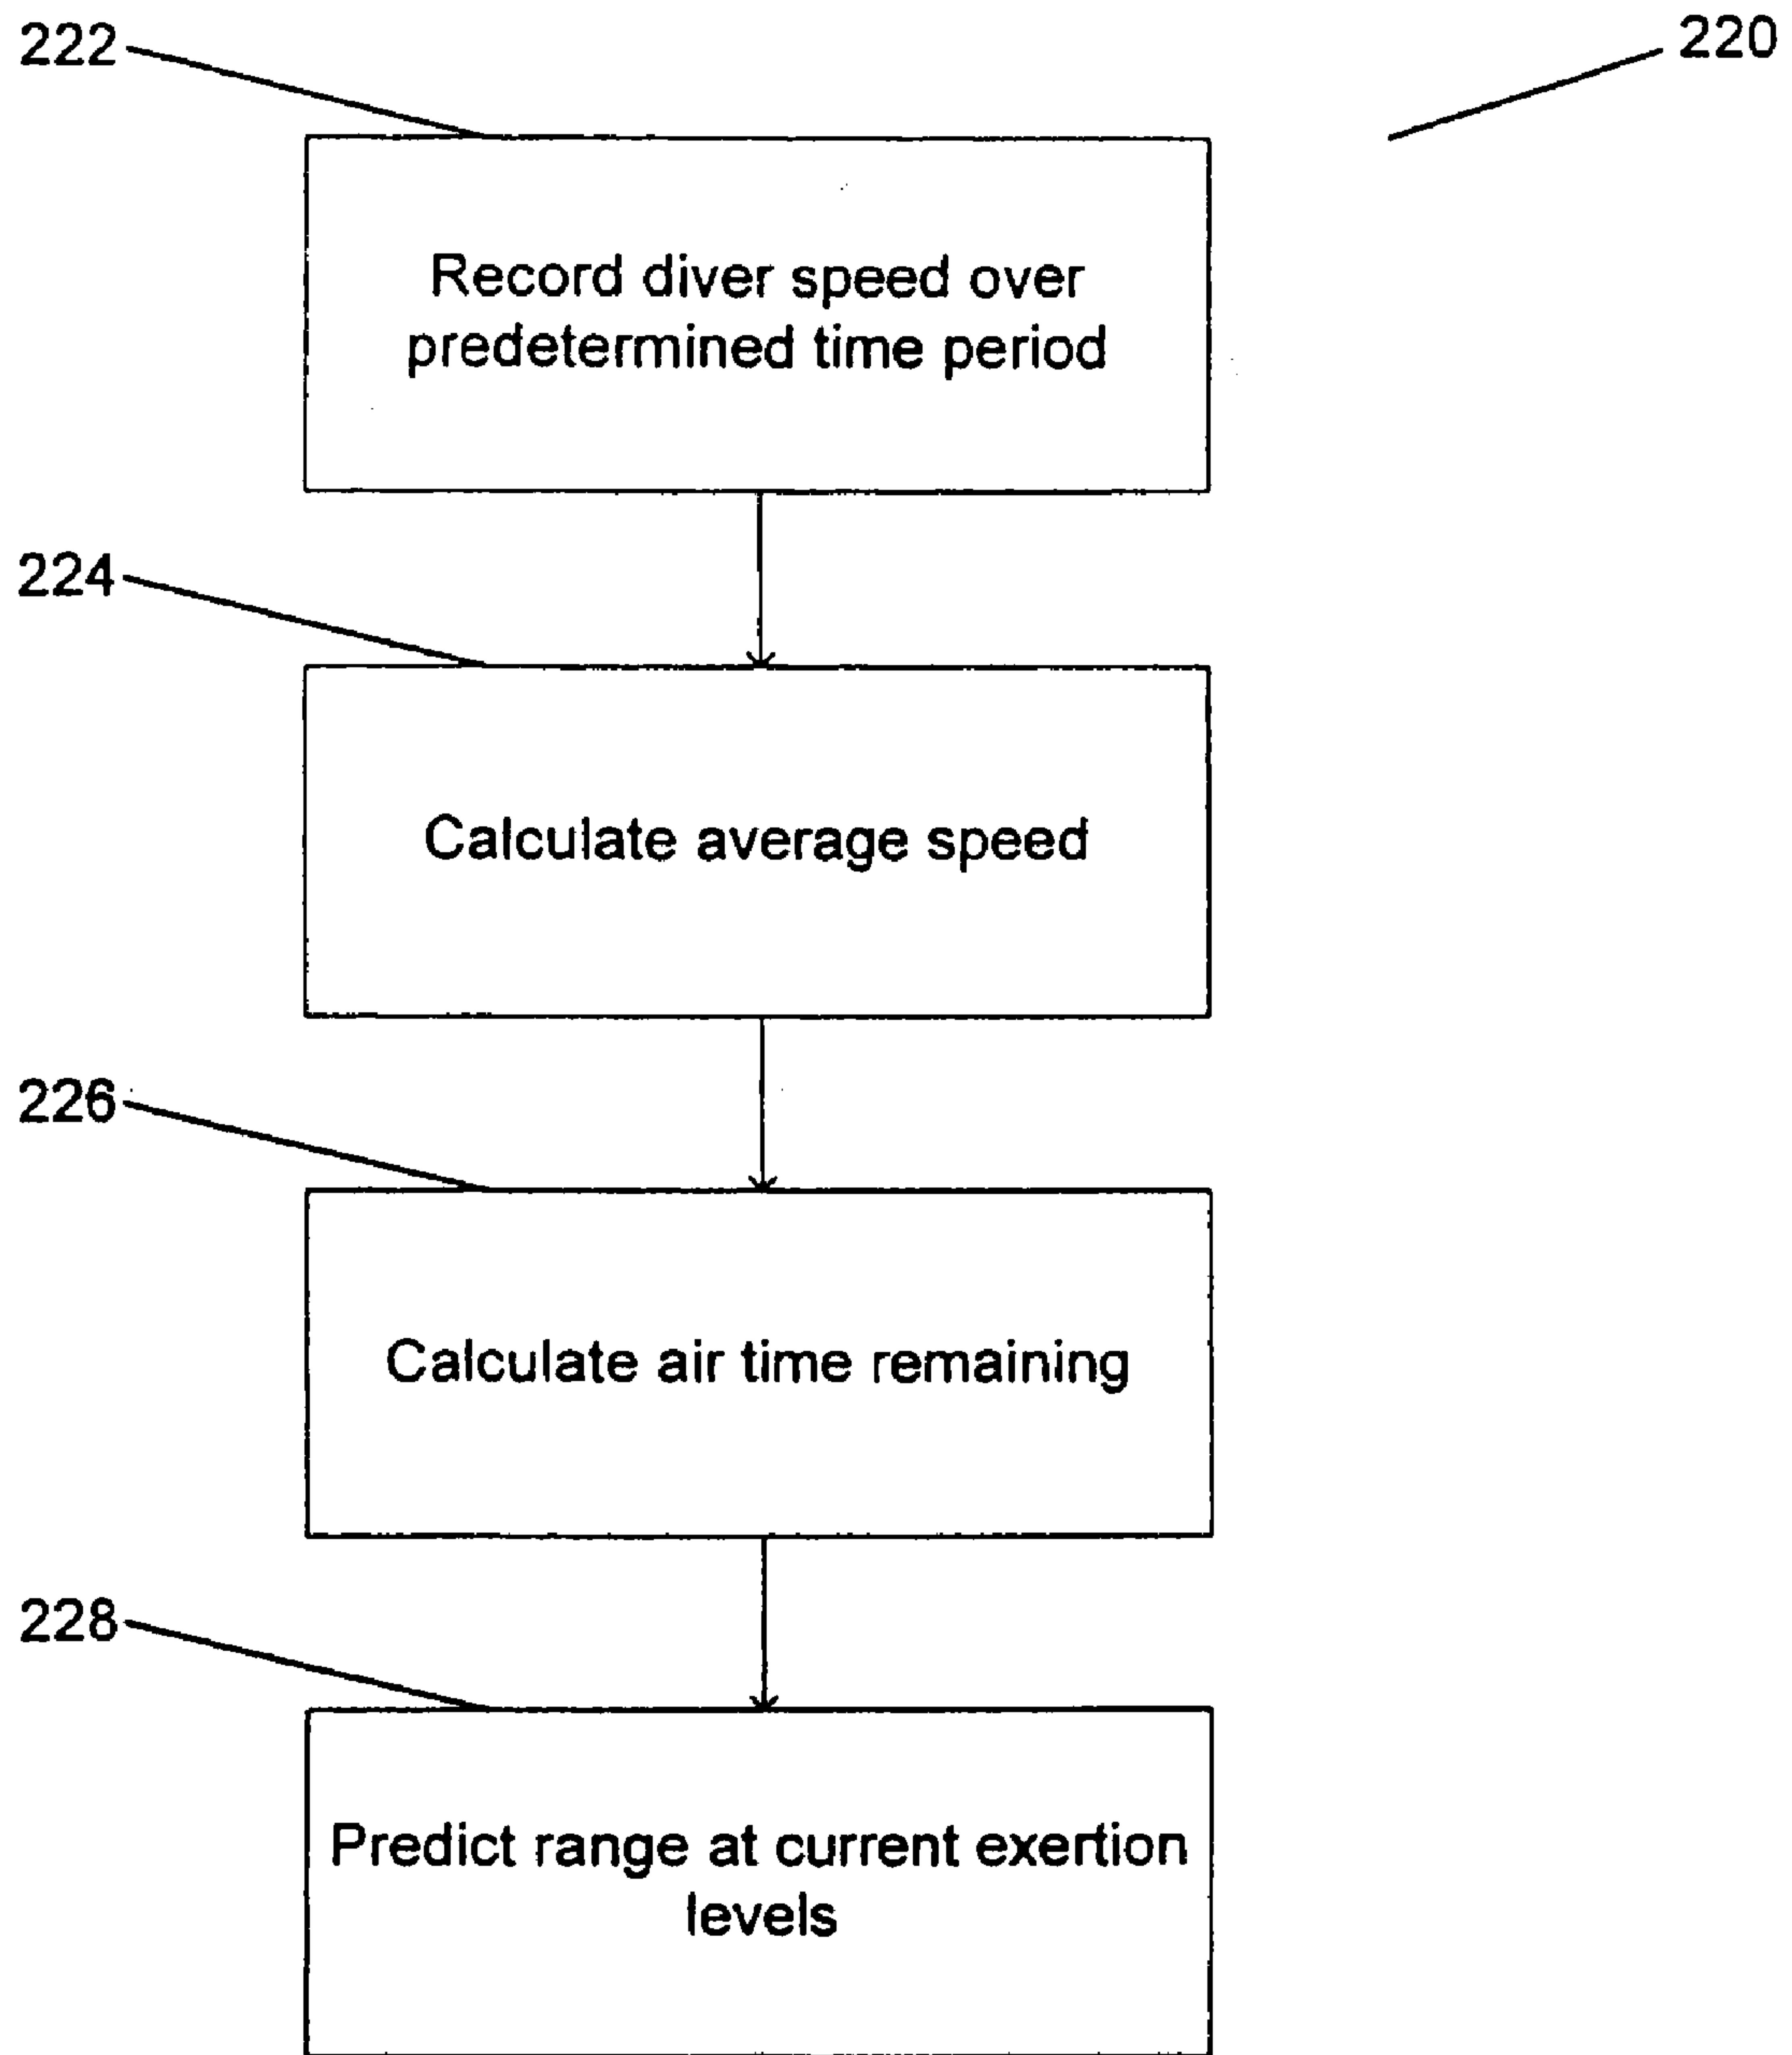 222
220
Record diver speed over
predetermined time period
224
Calculate average speed
226
Calculate air time remaining
228
Predict range at current exertion
levels